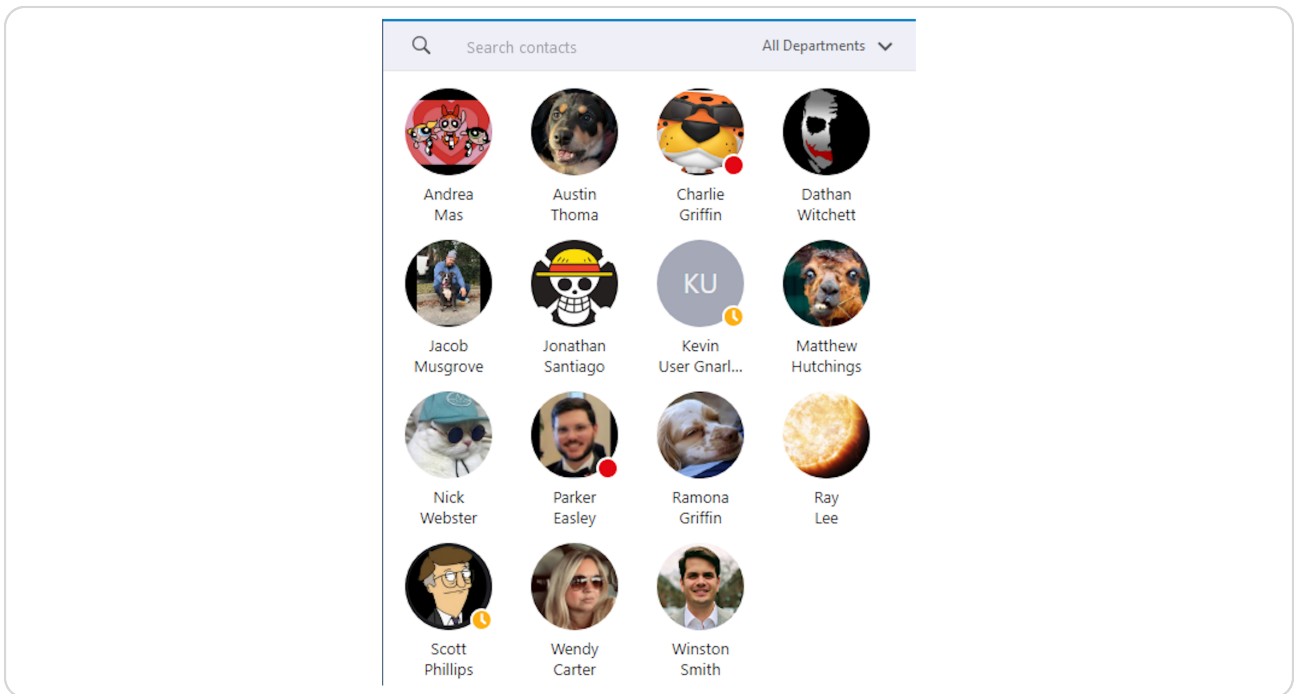 Search contacts
All Departments
Andrea
Mas
Austin
Thoma
Charlie
Griffin
Dathan
Witchett
Jacob
Musgrove
Jonathan
Santiago
KU
Kevin
User Gnarl...
Matthew
Hutchings
Nick
Webster
Parker
Easley
Ramona
Griffin
Ray
Lee
Scott
Phillips
Wendy
Carter
Winston
Smith